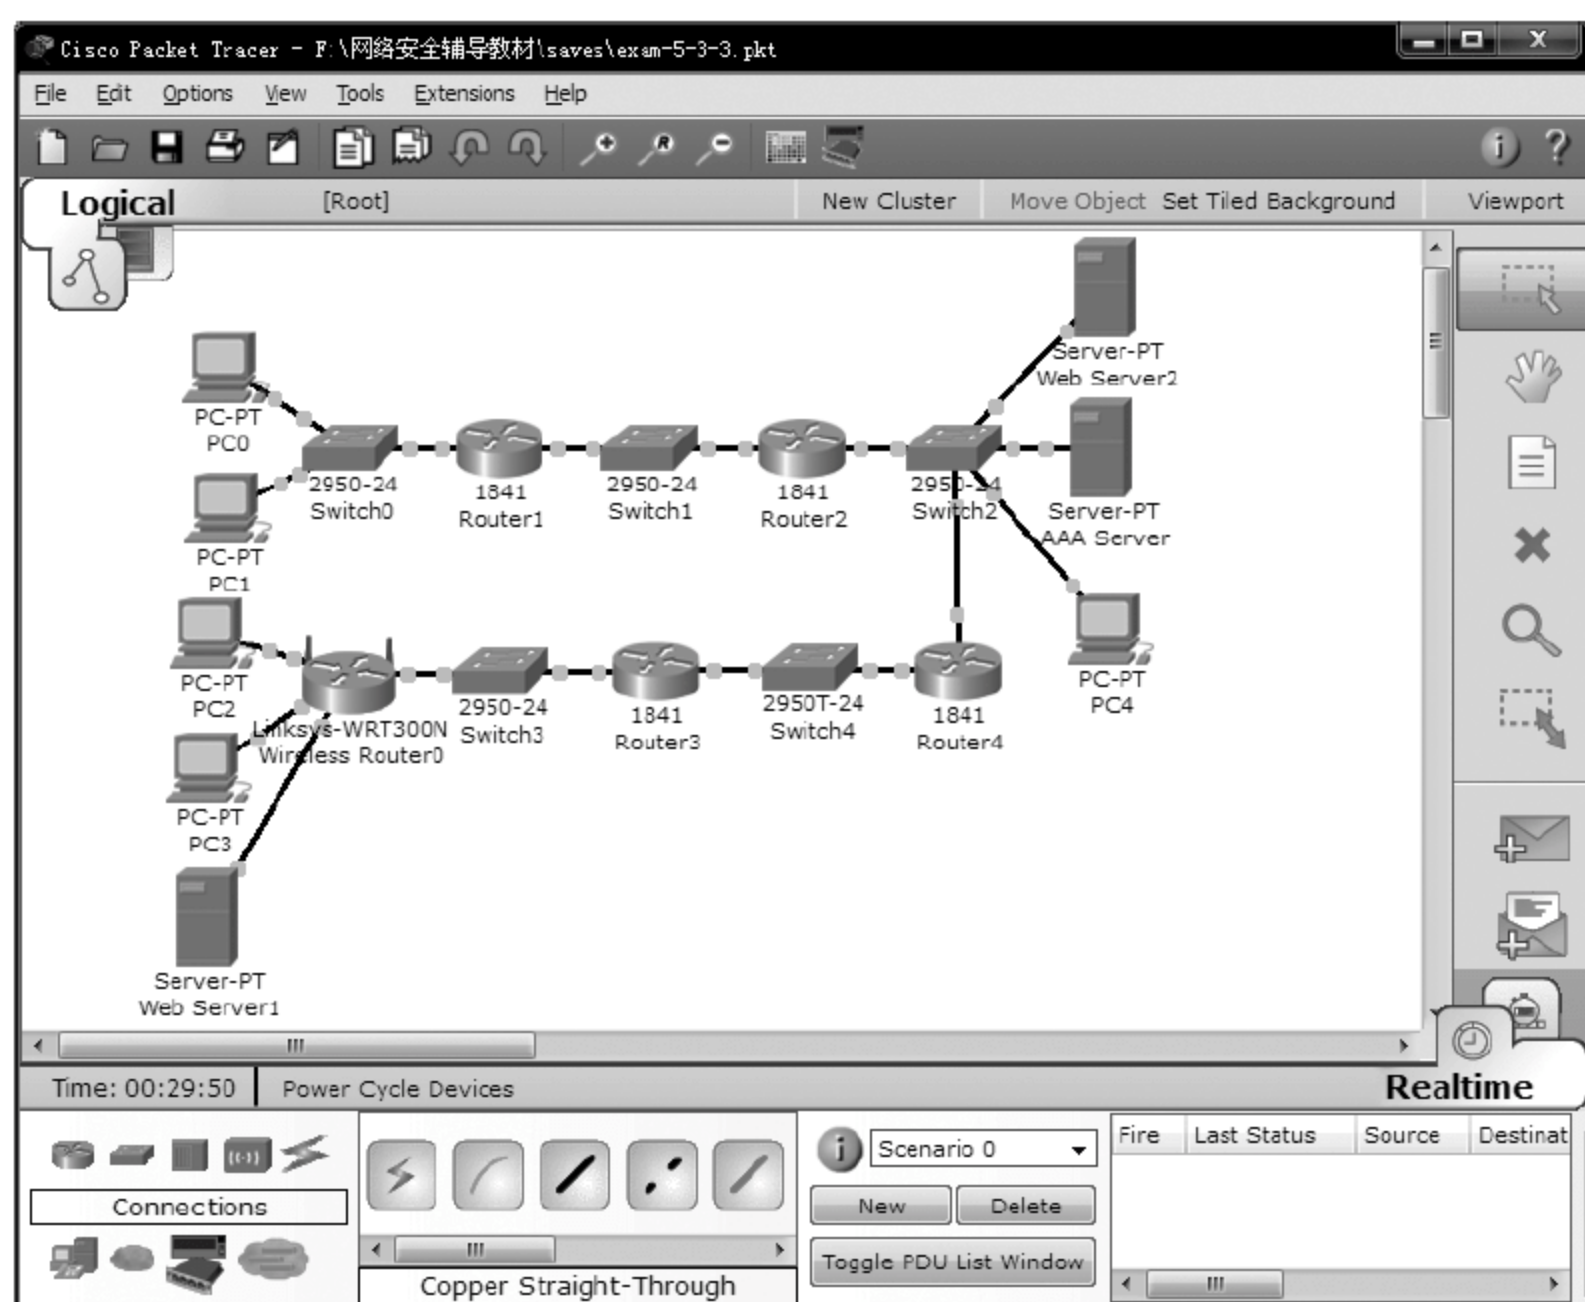 Cisco Packet Tracer - F:\网络安全辅导教材\saves\exam-5-3-3.pkt
File Edit Options View Tools Extensions Help
Logical [Root] New Cluster Move Object Set Tiled Background Viewport
Server-PT
Web Server2
PC-PT
PC0
2950-24
Switch0
1841
Router1
2950-24
Switch1
1841
Router2
2950-24
Switch2
Server-PT
AAA Server
PC-PT
PC1
PC-PT
PC2
Linksys-WRT300N
Wireless Router0
2950-24
Switch3
1841
Router3
2950T-24
Switch4
1841
Router4
PC-PT
PC4
PC-PT
PC3
Server-PT
Web Server1
Time: 00:29:50 Power Cycle Devices Realtime
Connections
Copper Straight-Through
Scenario 0
New Delete
Toggle PDU List Window
Fire Last Status Source Destinat